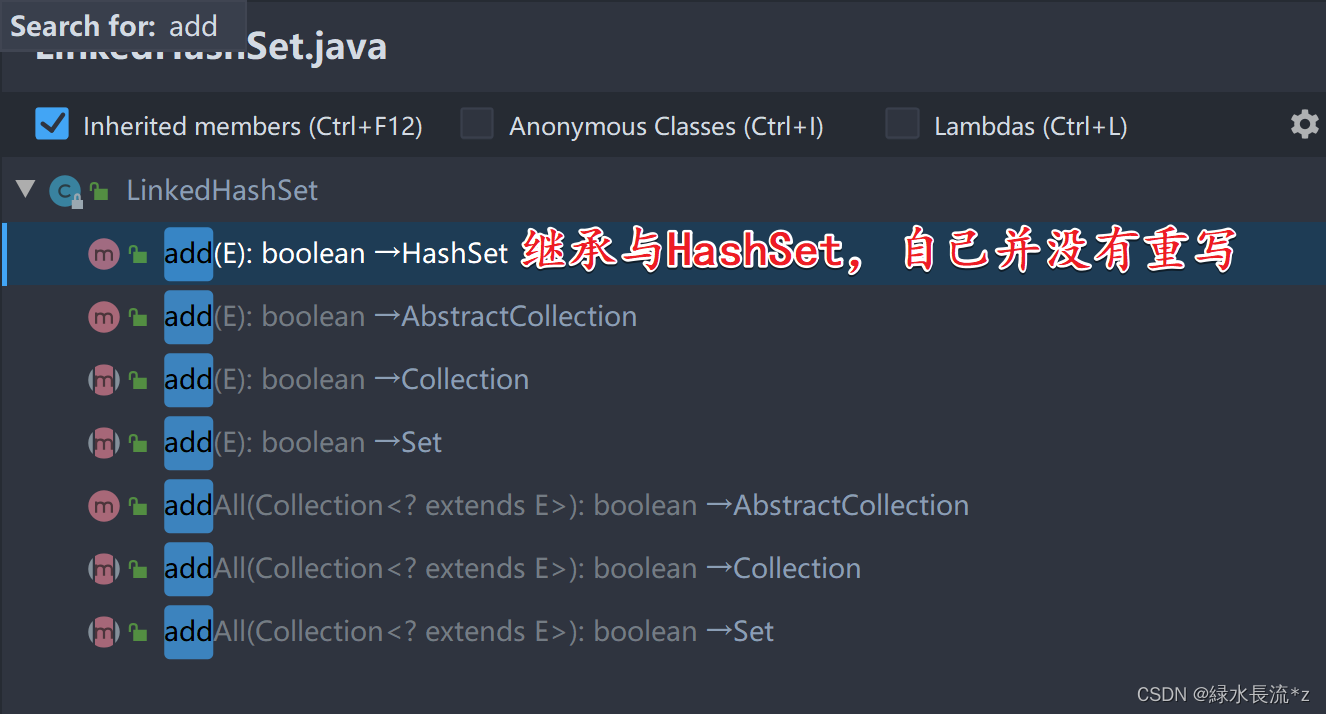 Search for: add
LinkedHashSet.java
Inherited members (Ctrl+F12) Anonymous Classes (Ctrl+I) Lambdas (Ctrl+L)
LinkedHashSet
add(E): boolean →HashSet 继承与HashSet，自己并没有重写
add(E): boolean →AbstractCollection
add(E): boolean →Collection
add(E): boolean →Set
addAll(Collection<? extends E>): boolean →AbstractCollection
addAll(Collection<? extends E>): boolean →Collection
addAll(Collection<? extends E>): boolean →Set
CSDN @緑水長流*z